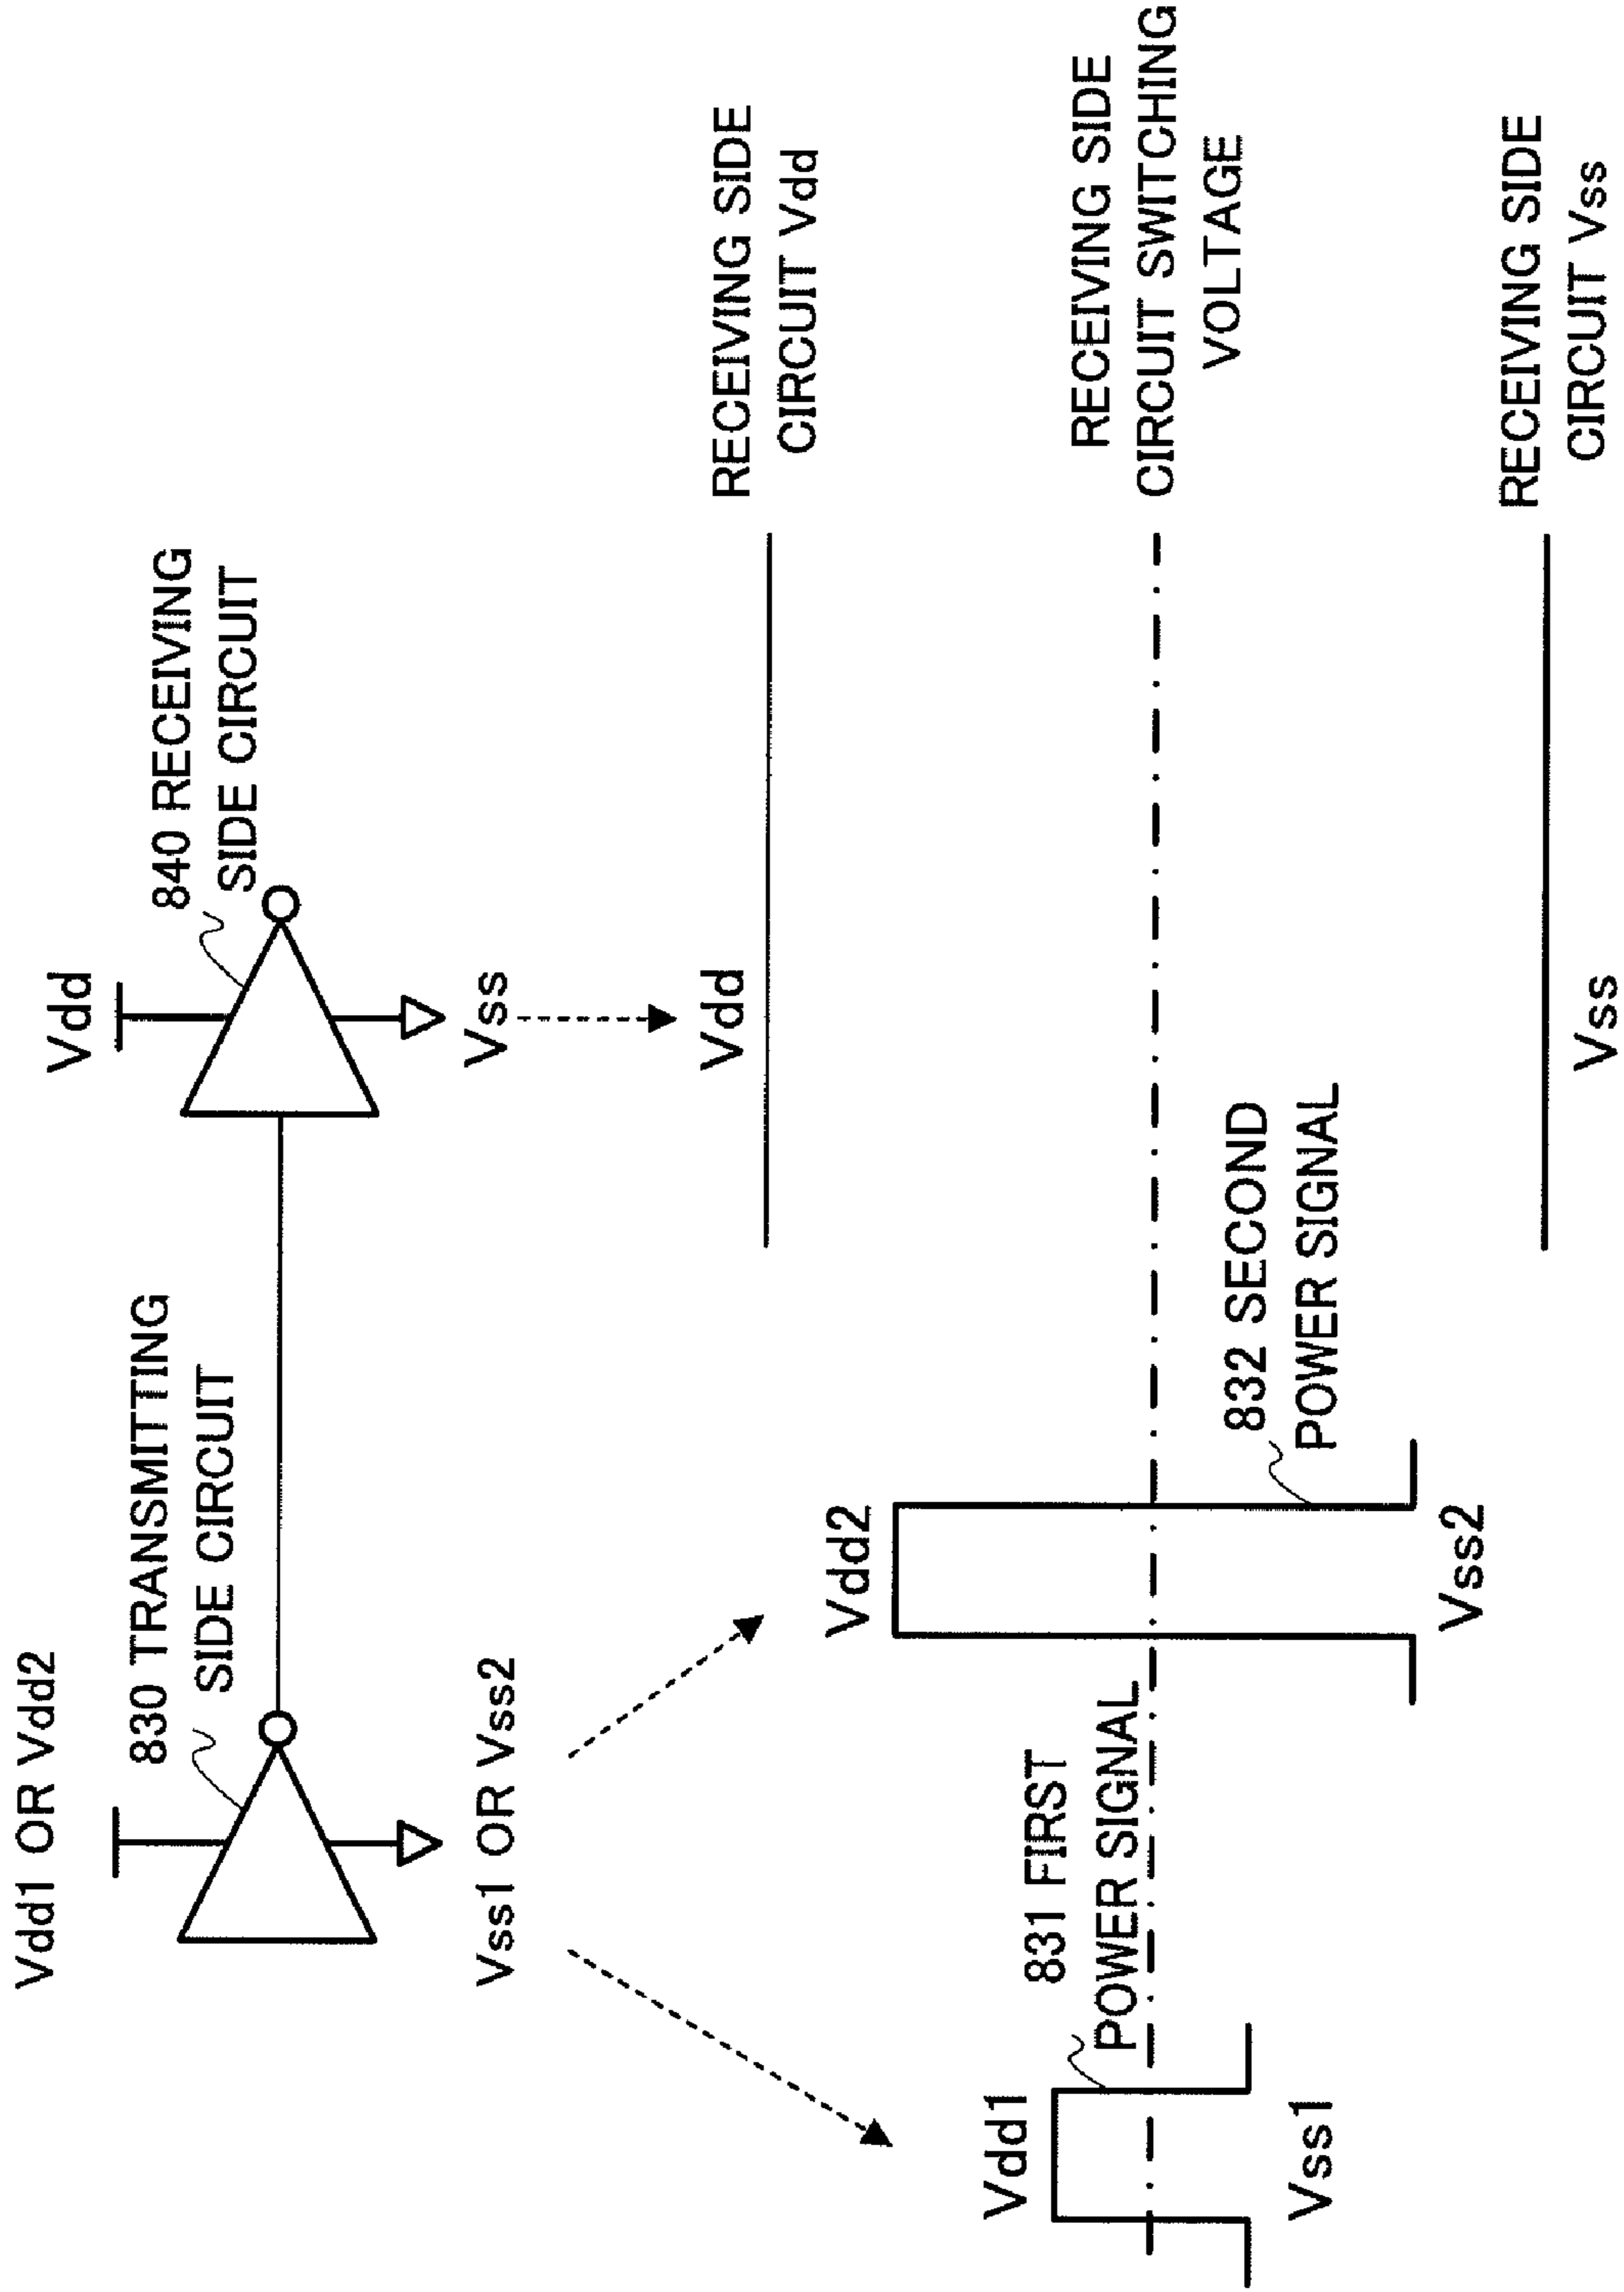 Vdd1 OR Vdd2
830 TRANSMITTING
SIDE CIRCUIT
Vss1 OR Vss2
Vdd
840 RECEIVING
SIDE CIRCUIT
Vss
Vdd
RECEIVING SIDE
CIRCUIT Vdd
Vdd1
831 FIRST
POWER SIGNAL
Vss1
Vdd2
832 SECOND
POWER SIGNAL
Vss2
RECEIVING SIDE
CIRCUIT SWITCHING
VOLTAGE
Vss
RECEIVING SIDE
CIRCUIT Vss